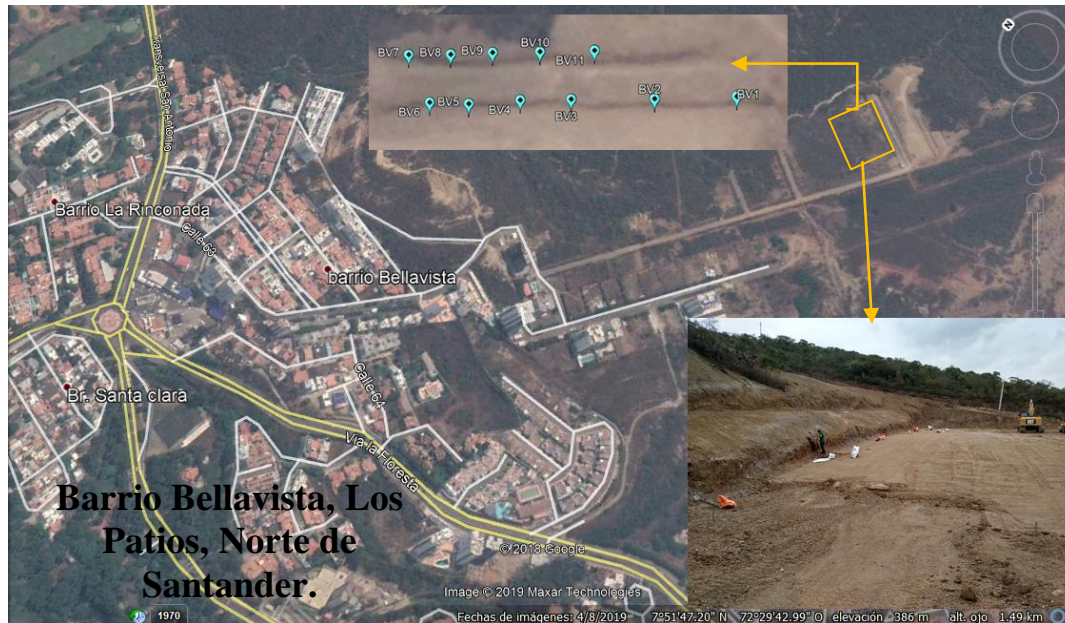 BV7
BV8
BV9
BV10
BV11
BV6
BV5
BV4
BV3
BV2
BV1
N
Transversal San Antonio
Barrio La Rinconada
Calle 63
barrio Bellavista
Br. Santa clara
Calle 64
Via la Floresta
CAT
Barrio Bellavista, Los
Patios, Norte de
Santander.
© 2018 Google
Image © 2019 Maxar Technologies
1970
Fechas de imágenes: 4/8/2019 7°51'47.20" N 72°29'42.99" O elevación 386 m alt. ojo 1.49 km